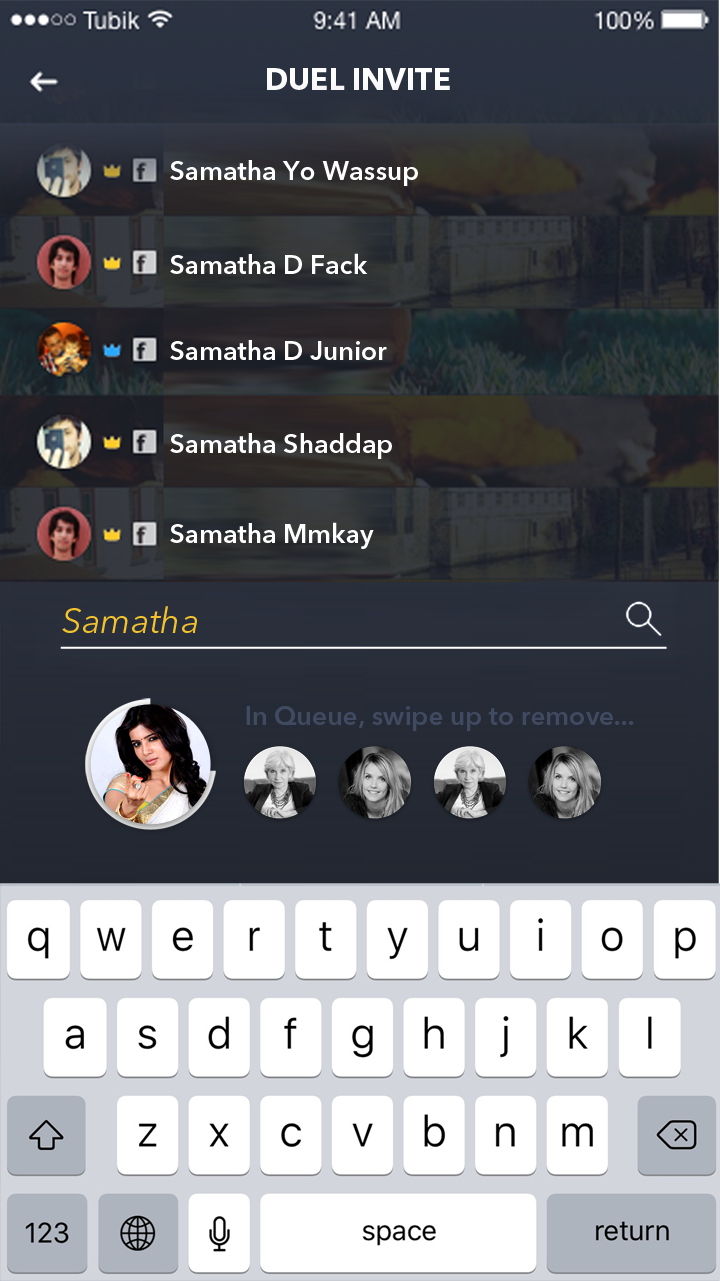 Tubik 9:41 AM 100%
DUEL INVITE
f Samatha Yo Wassup
f Samatha D Fack
f Samatha D Junior
f Samatha Shaddap
f Samatha Mmkay
Samatha
In Queue, swipe up to remove...
q w e r t y u i o p
a s d f g h j k l
z x c v b n m
123 space return